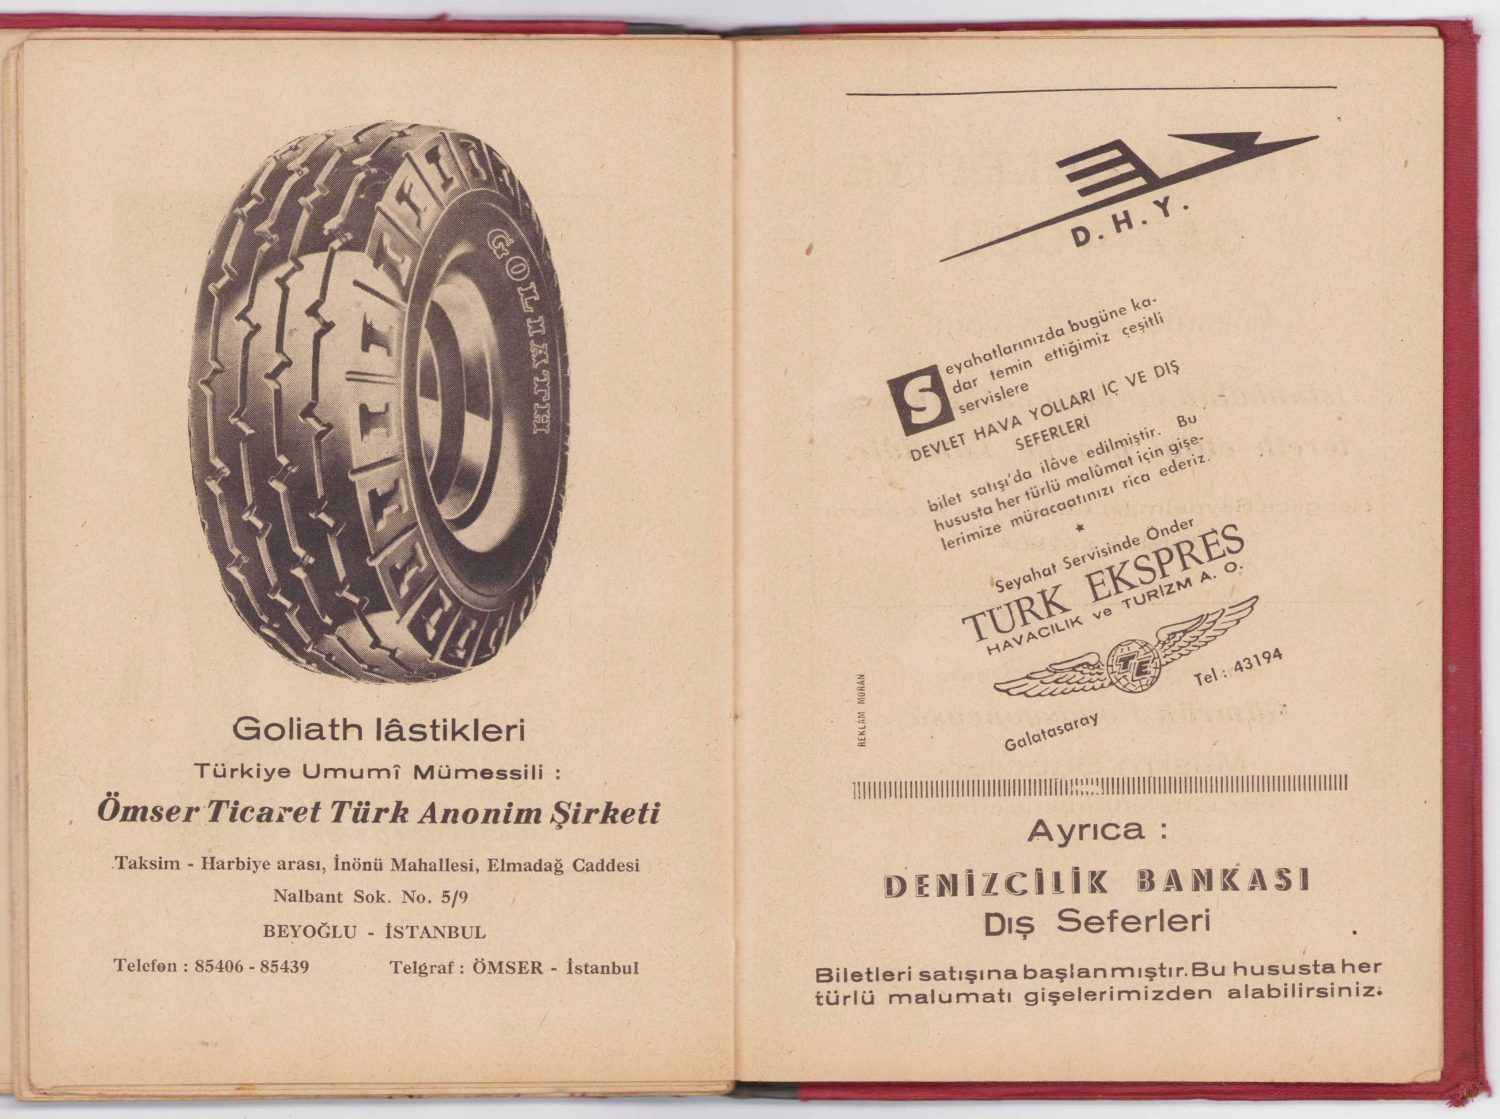 GOLIATH
Goliath lâstikleri
Türkiye Umumî Mümessili :
Ömser Ticaret Türk Anonim Şirketi
Taksim - Harbiye arası, İnönü Mahallesi, Elmadağ Caddesi
Nalbant Sok. No. 5/9
BEYOĞLU - İSTANBUL
Telefon : 85406 - 85439 Telgraf : ÖMSER - İstanbul
D. H. Y.
Seyahatlarınızda bugüne ka-
dar temin ettiğimiz çeşitli
servislere
DEVLET HAVA YOLLARI İÇ VE DIŞ
SEFERLERİ
bilet satışı'da ilâve edilmiştir. Bu
hususta her türlü malûmat için gişe-
lerimize müracaatınızı rica ederiz.
Seyahat Servisinde Önder
TÜRK EKSPRES
HAVACILIK ve TURİZM A. O.
TE
Tel : 43194
Galatasaray
REKLÂM MORAN
Ayrıca :
DENİZCİLİK BANKASI
Dış Seferleri
Biletleri satışına başlanmıştır. Bu hususta her
türlü malumatı gişelerimizden alabilirsiniz.